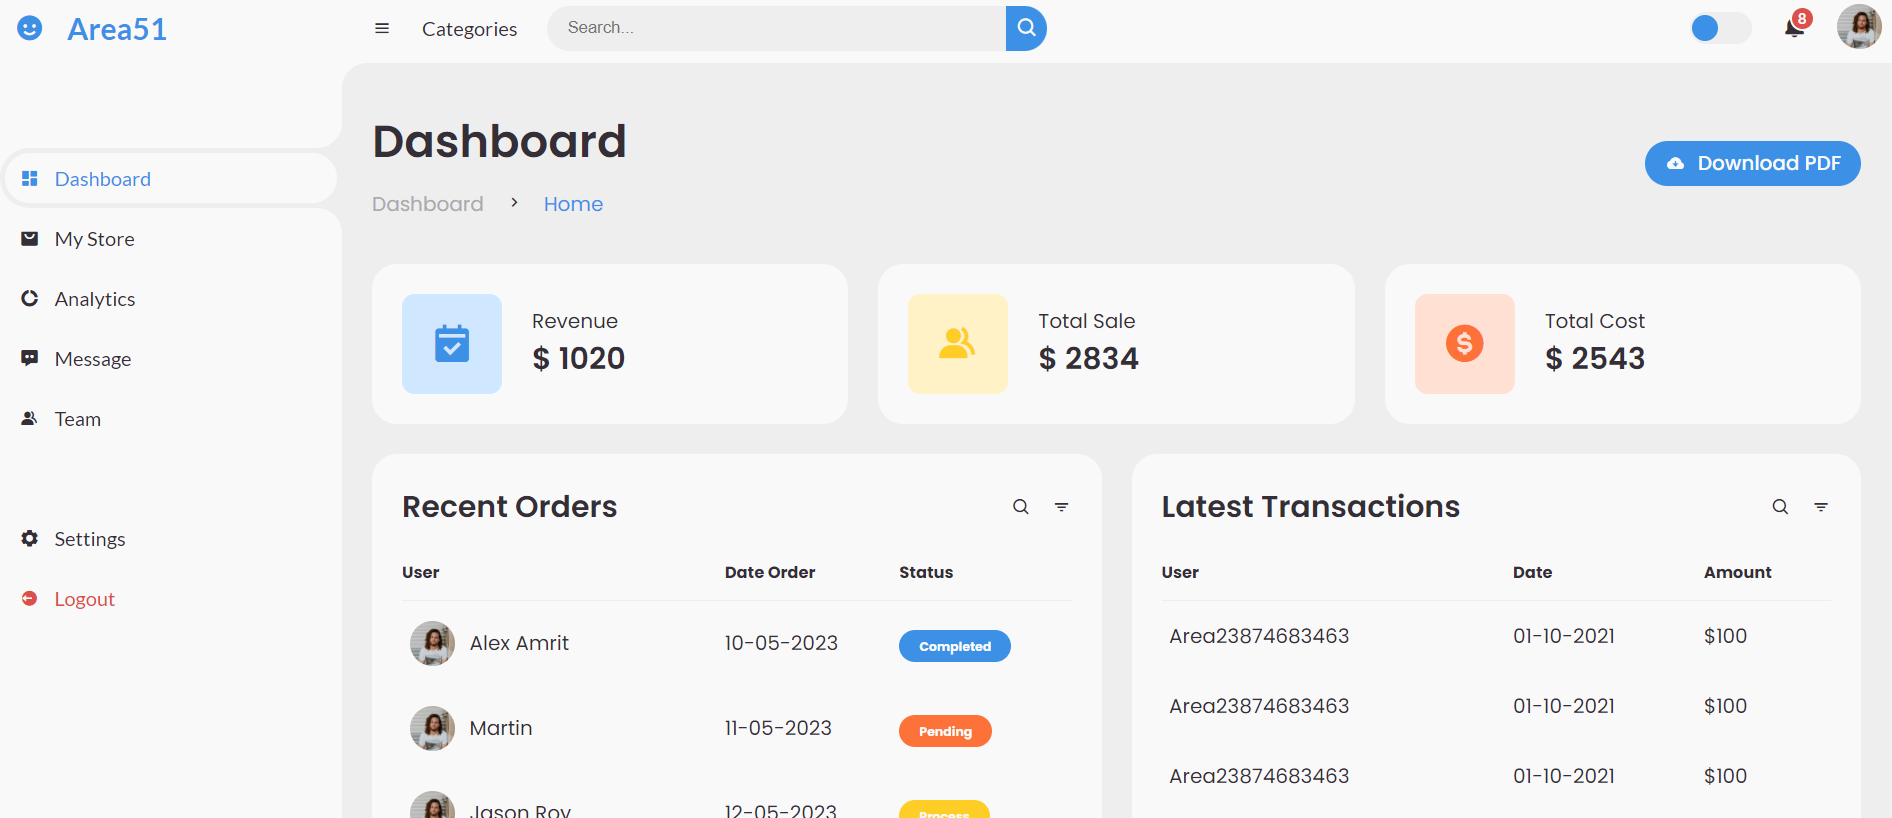 Area51
Categories
Search...
8
Dashboard
My Store
Analytics
Message
Team
Settings
Logout
Dashboard
Dashboard > Home
Download PDF
Revenue
$ 1020
Total Sale
$ 2834
Total Cost
$ 2543
Recent Orders
User Date Order Status
Alex Amrit 10-05-2023 Completed
Martin 11-05-2023 Pending
Jason Roy 12-05-2023 Process
Latest Transactions
User Date Amount
Area23874683463 01-10-2021 $100
Area23874683463 01-10-2021 $100
Area23874683463 01-10-2021 $100